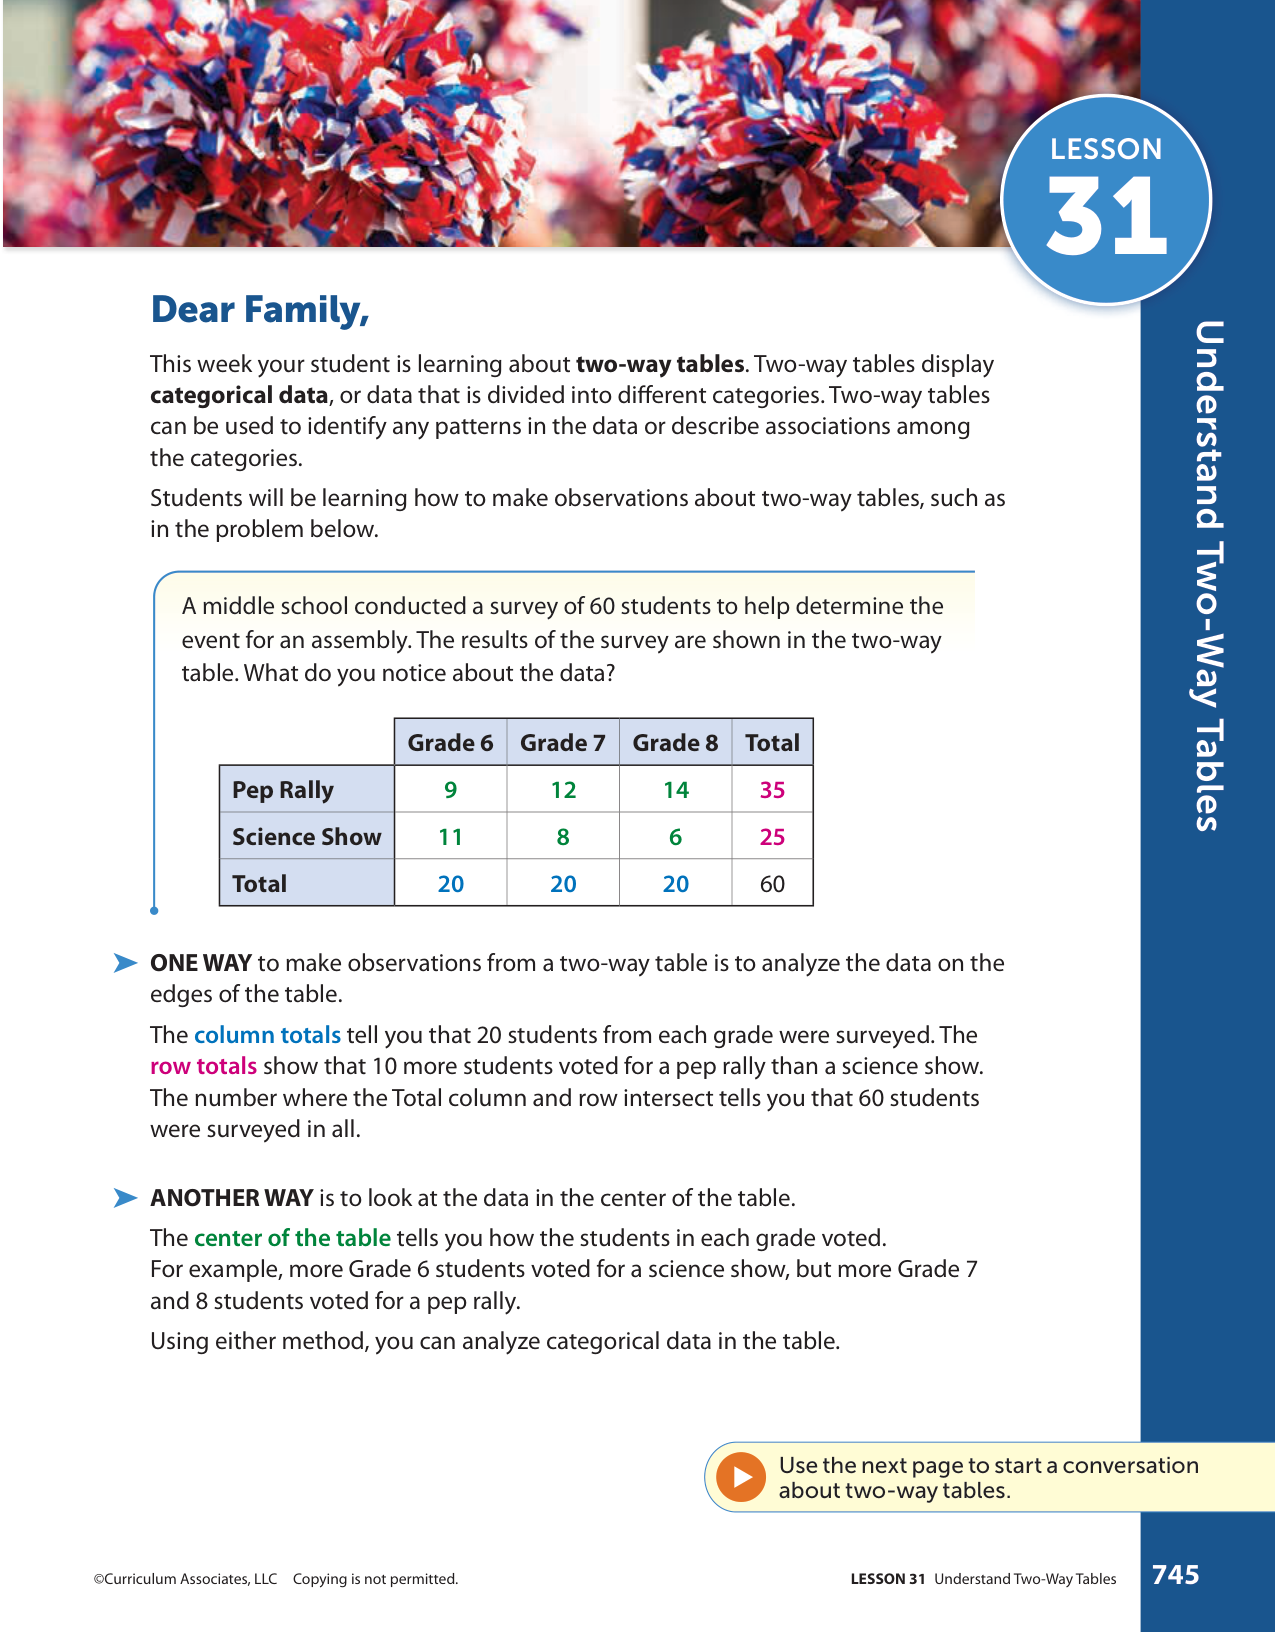 LESSON
31
Understand Two-Way Tables
Dear Family,
This week your student is learning about two-way tables. Two-way tables display
categorical data, or data that is divided into different categories. Two-way tables
can be used to identify any patterns in the data or describe associations among
the categories.
Students will be learning how to make observations about two-way tables, such as
in the problem below.
A middle school conducted a survey of 60 students to help determine the
event for an assembly. The results of the survey are shown in the two-way
table. What do you notice about the data?
Grade 6 Grade 7 Grade 8 Total
Pep Rally 9 12 14 35
Science Show 11 8 6 25
Total 20 20 20 60
ONE WAY to make observations from a two-way table is to analyze the data on the
edges of the table.
The column totals tell you that 20 students from each grade were surveyed. The
row totals show that 10 more students voted for a pep rally than a science show.
The number where the Total column and row intersect tells you that 60 students
were surveyed in all.
ANOTHER WAY is to look at the data in the center of the table.
The center of the table tells you how the students in each grade voted.
For example, more Grade 6 students voted for a science show, but more Grade 7
and 8 students voted for a pep rally.
Using either method, you can analyze categorical data in the table.
Use the next page to start a conversation
about two-way tables.
©Curriculum Associates, LLC Copying is not permitted.
LESSON 31 Understand Two-Way Tables
745